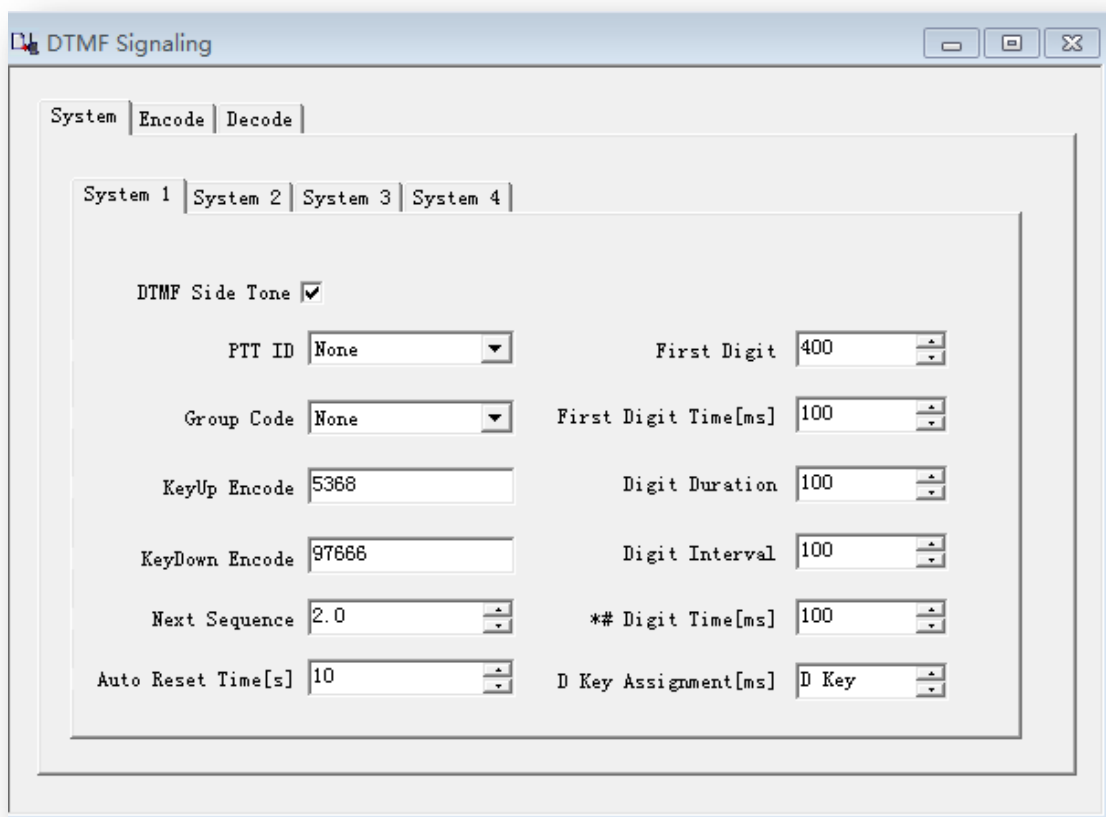 DTMF Signaling
System Encode Decode
System 1 System 2 System 3 System 4
DTMF Side Tone
PTT ID None First Digit 400
Group Code None First Digit Time[ms] 100
KeyUp Encode 5368 Digit Duration 100
KeyDown Encode 97666 Digit Interval 100
Next Sequence 2.0 *# Digit Time[ms] 100
Auto Reset Time[s] 10 D Key Assignment[ms] D Key